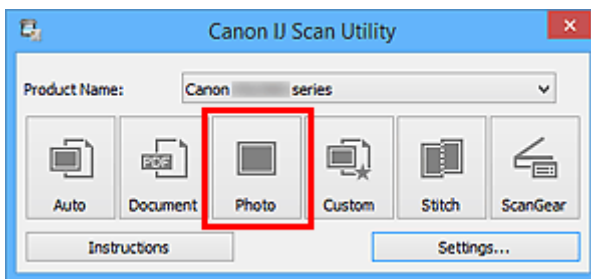 Canon IJ Scan Utility
Product Name: Canon series
PDF
Auto Document Photo Custom Stitch ScanGear
Instructions Settings...